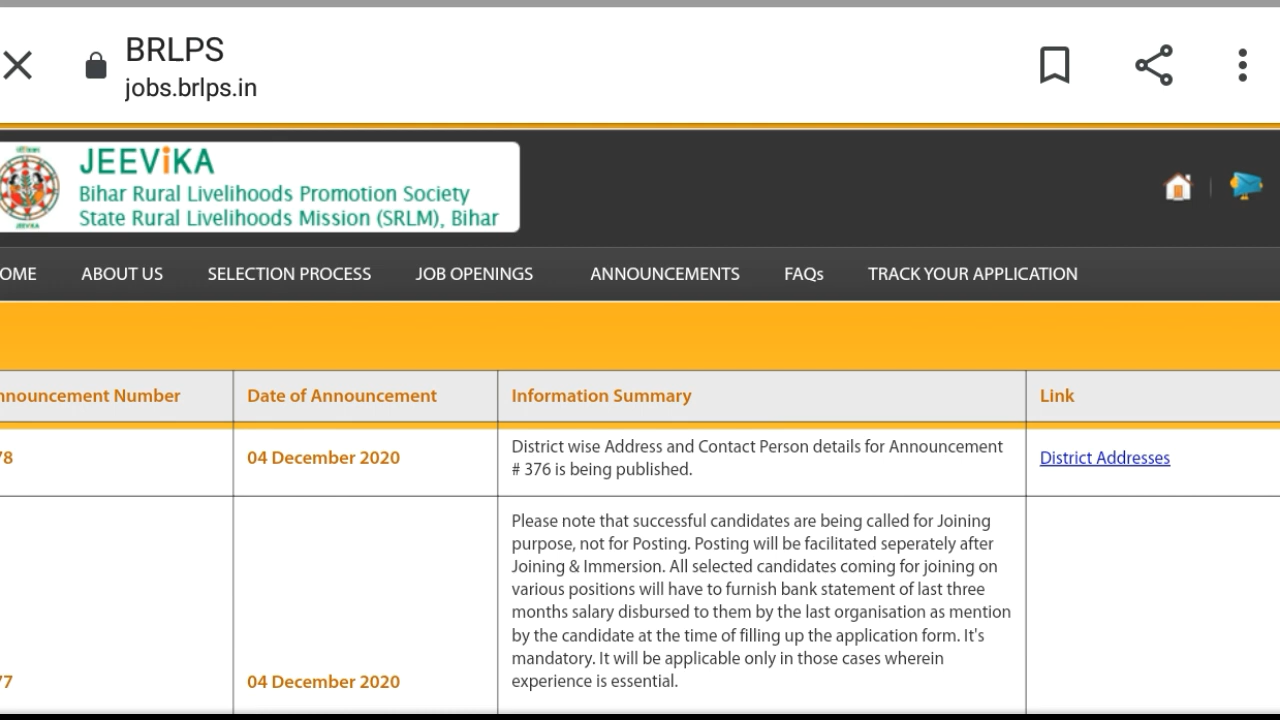 BRLPS
jobs.brlps.in
JEEViKA
Bihar Rural Livelihoods Promotion Society
State Rural Livelihoods Mission (SRLM), Bihar
OME ABOUT US SELECTION PROCESS JOB OPENINGS ANNOUNCEMENTS FAQs TRACK YOUR APPLICATION
nnouncement Number Date of Announcement Information Summary Link
District wise Address and Contact Person details for Announcement
78 04 December 2020 District Addresses
# 376 is being published.
Please note that successful candidates are being called for Joining
purpose, not for Posting. Posting will be facilitated seperately after
Joining & Immersion. All selected candidates coming for joining on
various positions will have to furnish bank statement of last three
months salary disbursed to them by the last organisation as mention
by the candidate at the time of filling up the application form. It's
mandatory. It will be applicable only in those cases wherein
experience is essential.
77 04 December 2020